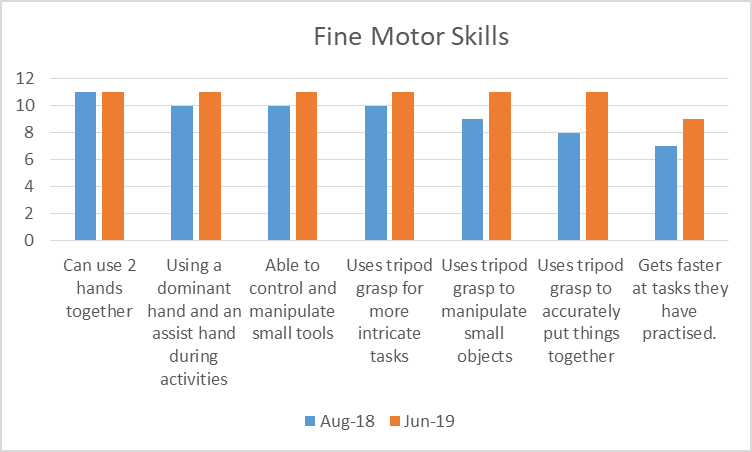 Fine Motor Skills
12
10
8
6
4
2
0
Can use 2
hands
together
Using a
dominant
hand and an
assist hand
during
activities
Able to
control and
manipulate
small tools
Uses tripod
grasp for
more
intricate
tasks
Uses tripod
grasp to
manipulate
small
objects
Uses tripod
grasp to
accurately
put things
together
Gets faster
at tasks they
have
practised.
Aug-18 Jun-19